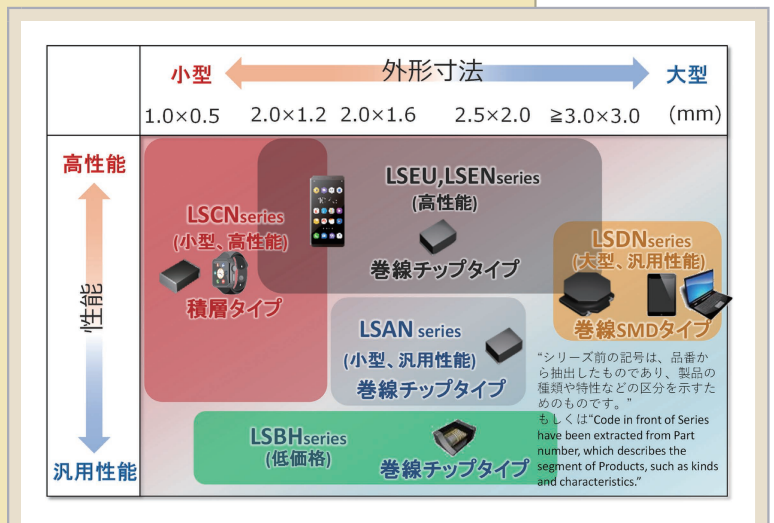 小型 外形寸法 大型
1.0×0.5 2.0×1.2 2.0×1.6 2.5×2.0 ≧3.0×3.0 (mm)
高性能
性能
汎用性能
LSCNseries
(小型、高性能)
積層タイプ
LSEU,LSENseries
(高性能)
巻線チップタイプ
LSDNseries
(大型、汎用性能)
巻線SMDタイプ
LSAN series
(小型、汎用性能)
巻線チップタイプ
LSBHseries
(低価格)
巻線チップタイプ
“シリーズ前の記号は、品番か
ら抽出したものであり、製品の
種類や特性などの区分を示すた
めのものです。”
もしくは“Code in front of Series
have been extracted from Part
number, which describes the
segment of Products, such as kinds
and characteristics.”